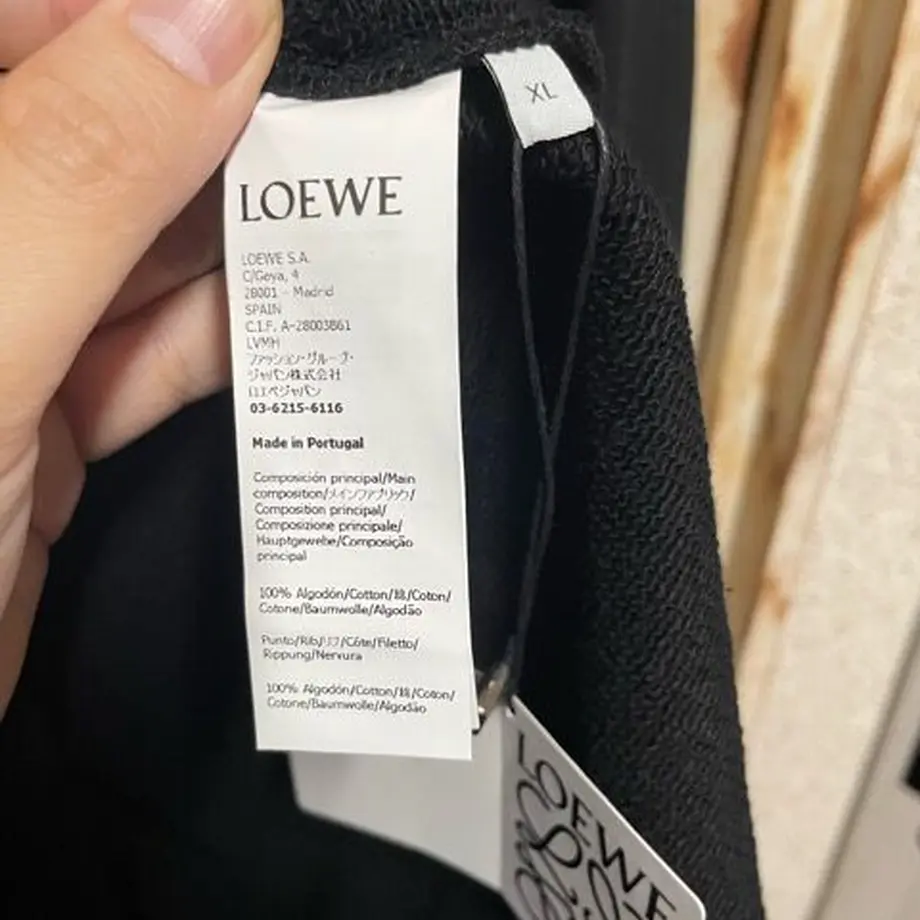 XL
LOEWE
LOEWE S.A.
C/Goya, 4
28001 - Madrid
SPAIN
C.I.F. A-28003861
LVMH
ファッション・グループ・
ジャパン株式会社
ロエベジャパン
03-6215-6116
Made in Portugal
Composición principal/Main
composition/メインファブリック/
Composition principal/
Composizione principale/
Hauptgewebe/Composição
principal
100% Algodón/Cotton/綿/Coton/
Cotone/Baumwolle/Algodão
Punto/Rib/リブ/Côte/Filetto/
Rippung/Nervura
100% Algodón/Cotton/綿/Coton/
Cotone/Baumwolle/Algodão
LOEWE